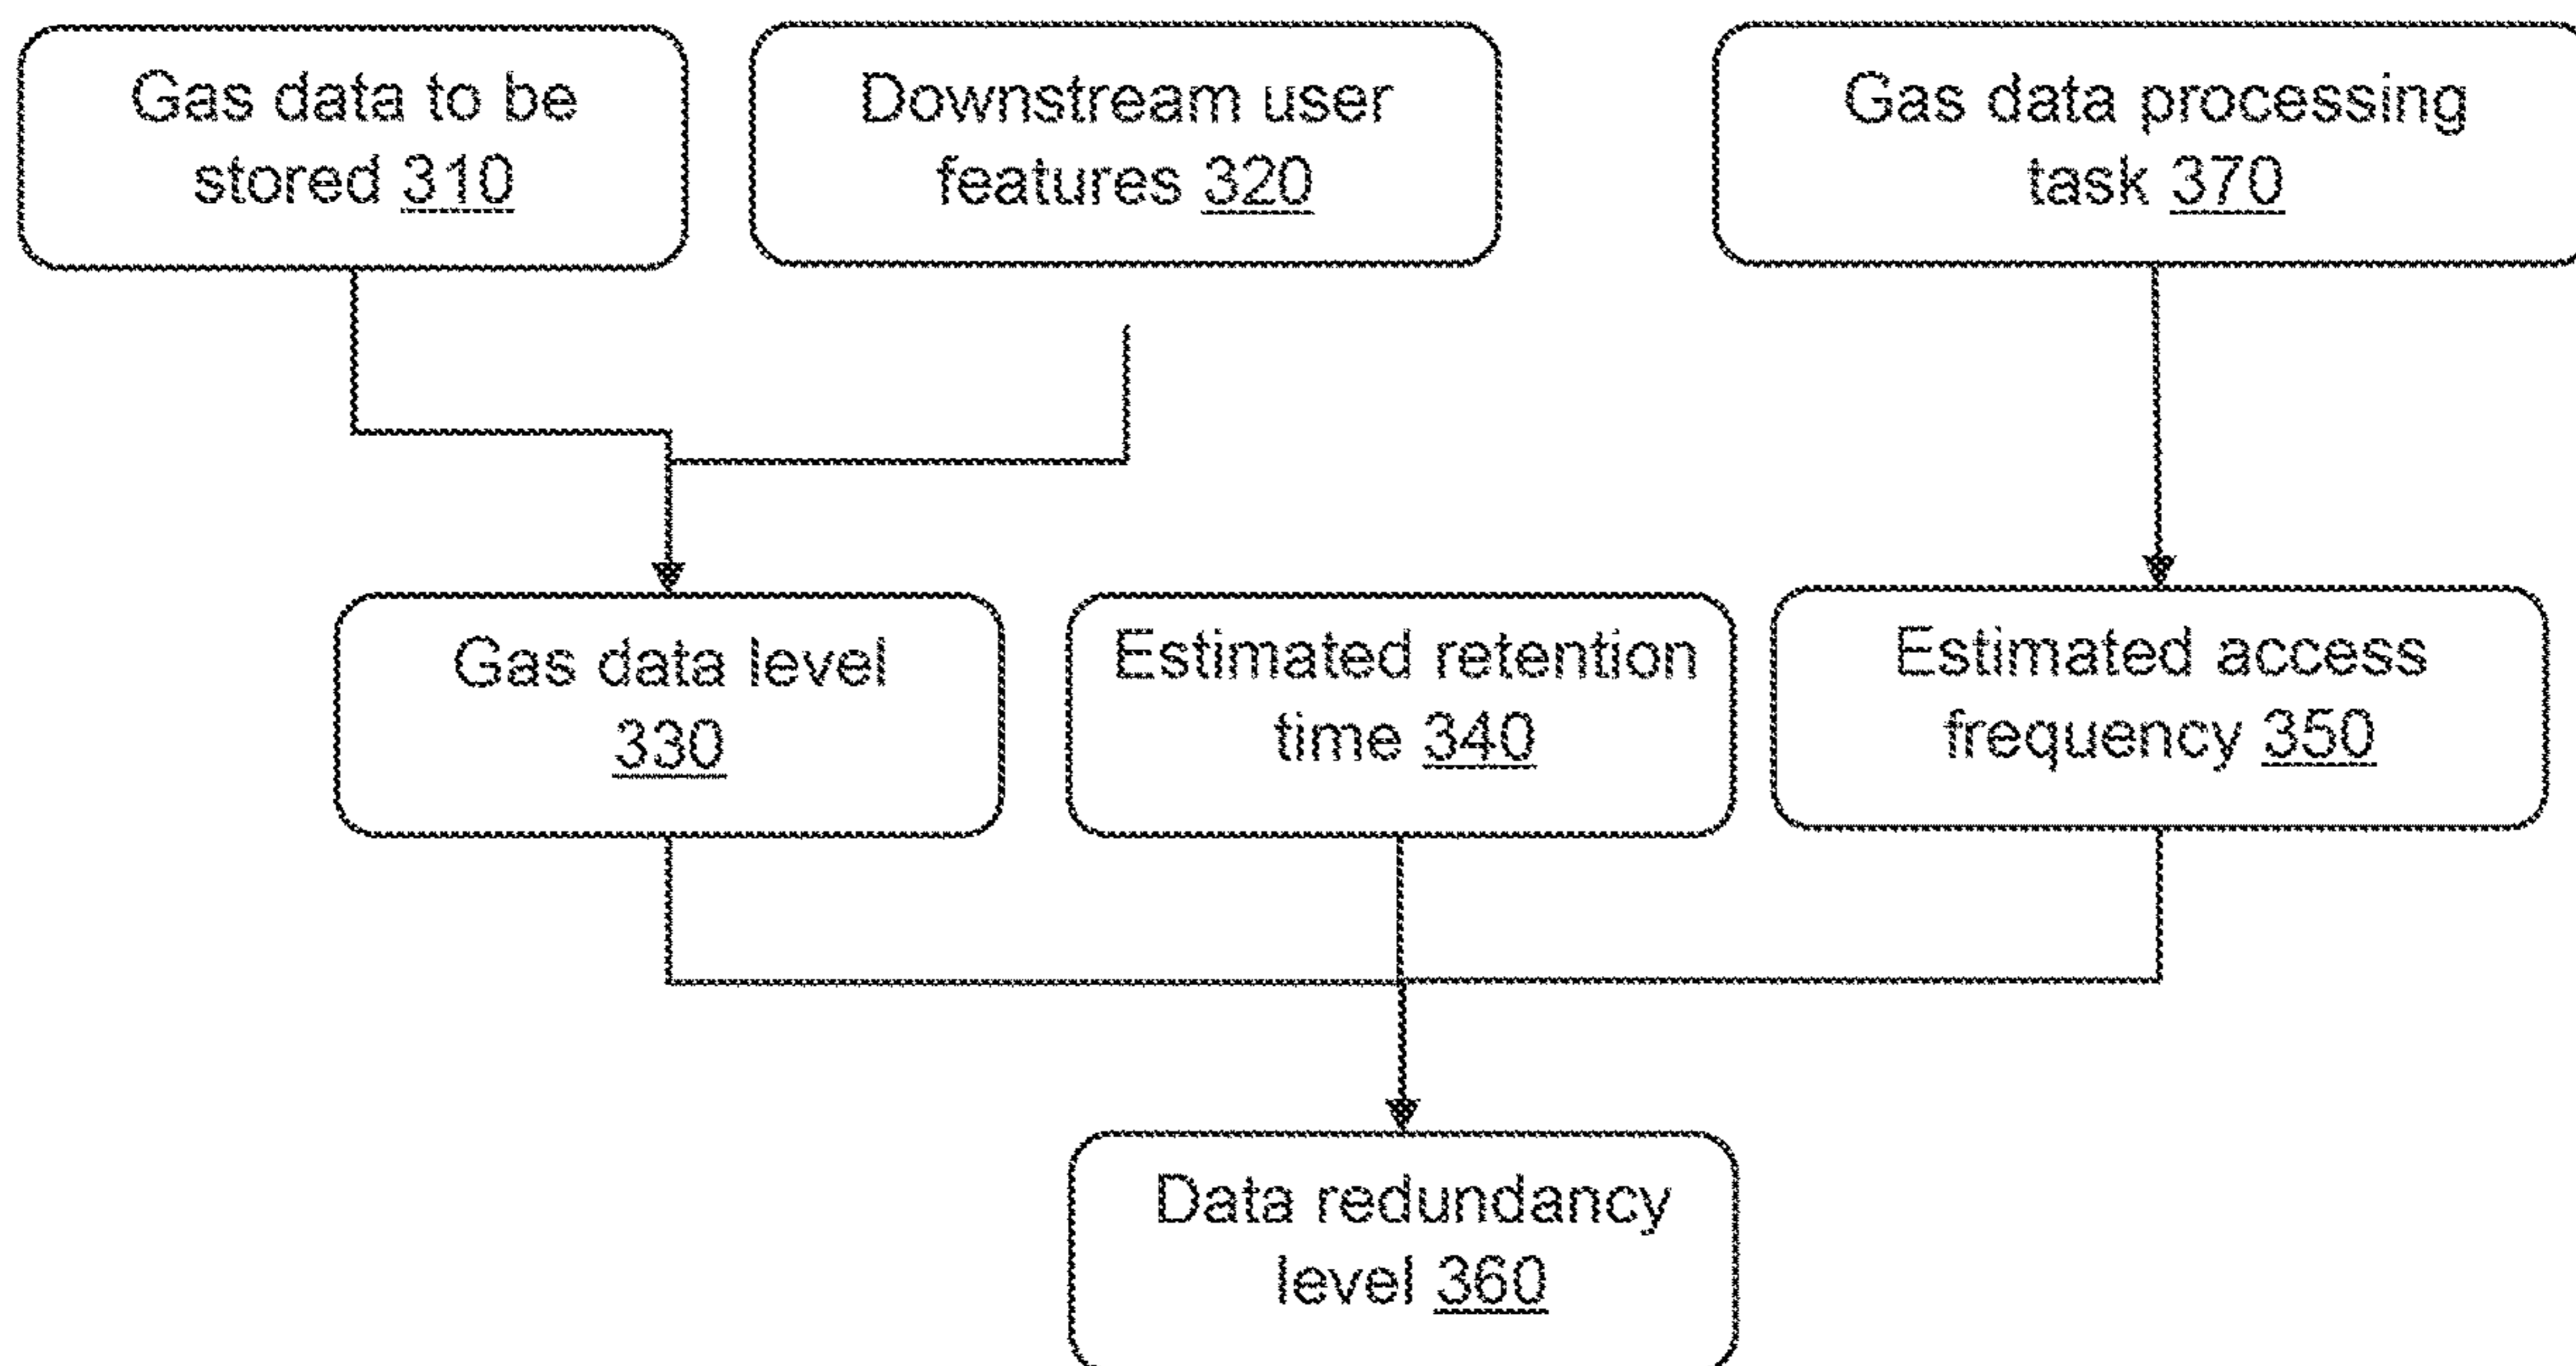 Gas data to be
stored 310
Downstream user
features 320
Gas data processing
task 370
Gas data level
330
Estimated retention
time 340
Estimated access
frequency 350
Data redundancy
level 360